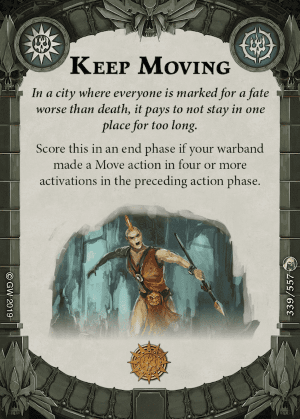 KEEP MOVING
In a city where everyone is marked for a fate
worse than death, it pays to not stay in one
place for too long.
Score this in an end phase if your warband
made a Move action in four or more
activations in the preceding action phase.
© GW 2019
339/557